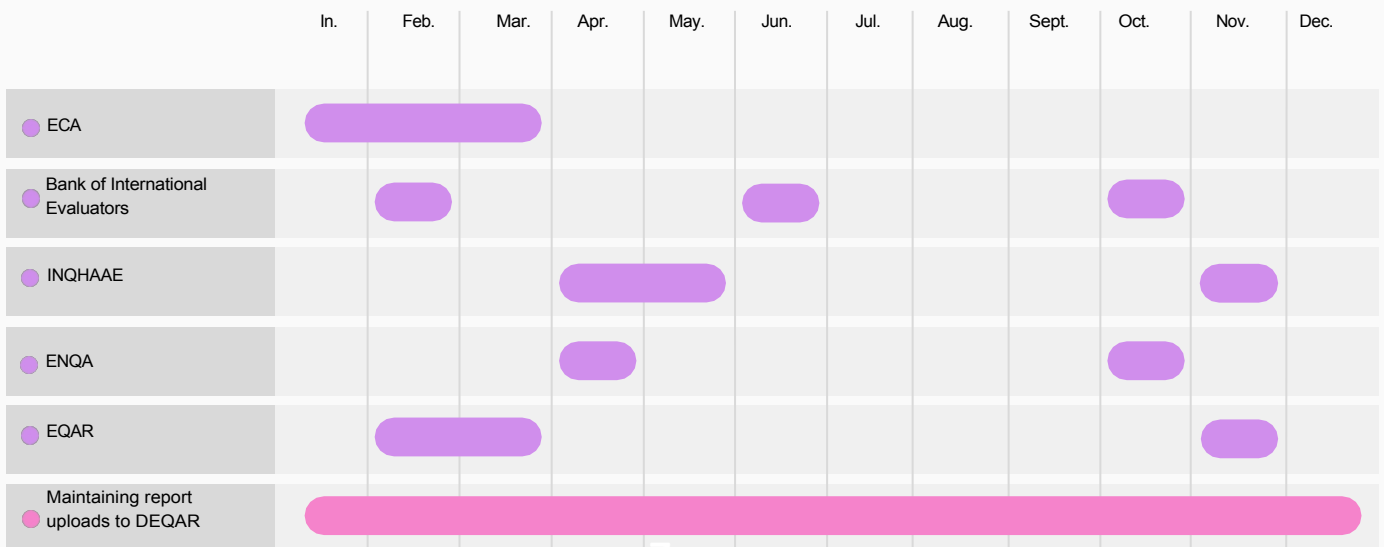 In. Feb. Mar. Apr. May. Jun. Jul. Aug. Sept. Oct. Nov. Dec.
ECA
Bank of International
Evaluators
INQHAAE
ENQA
EQAR
Maintaining report
uploads to DEQAR